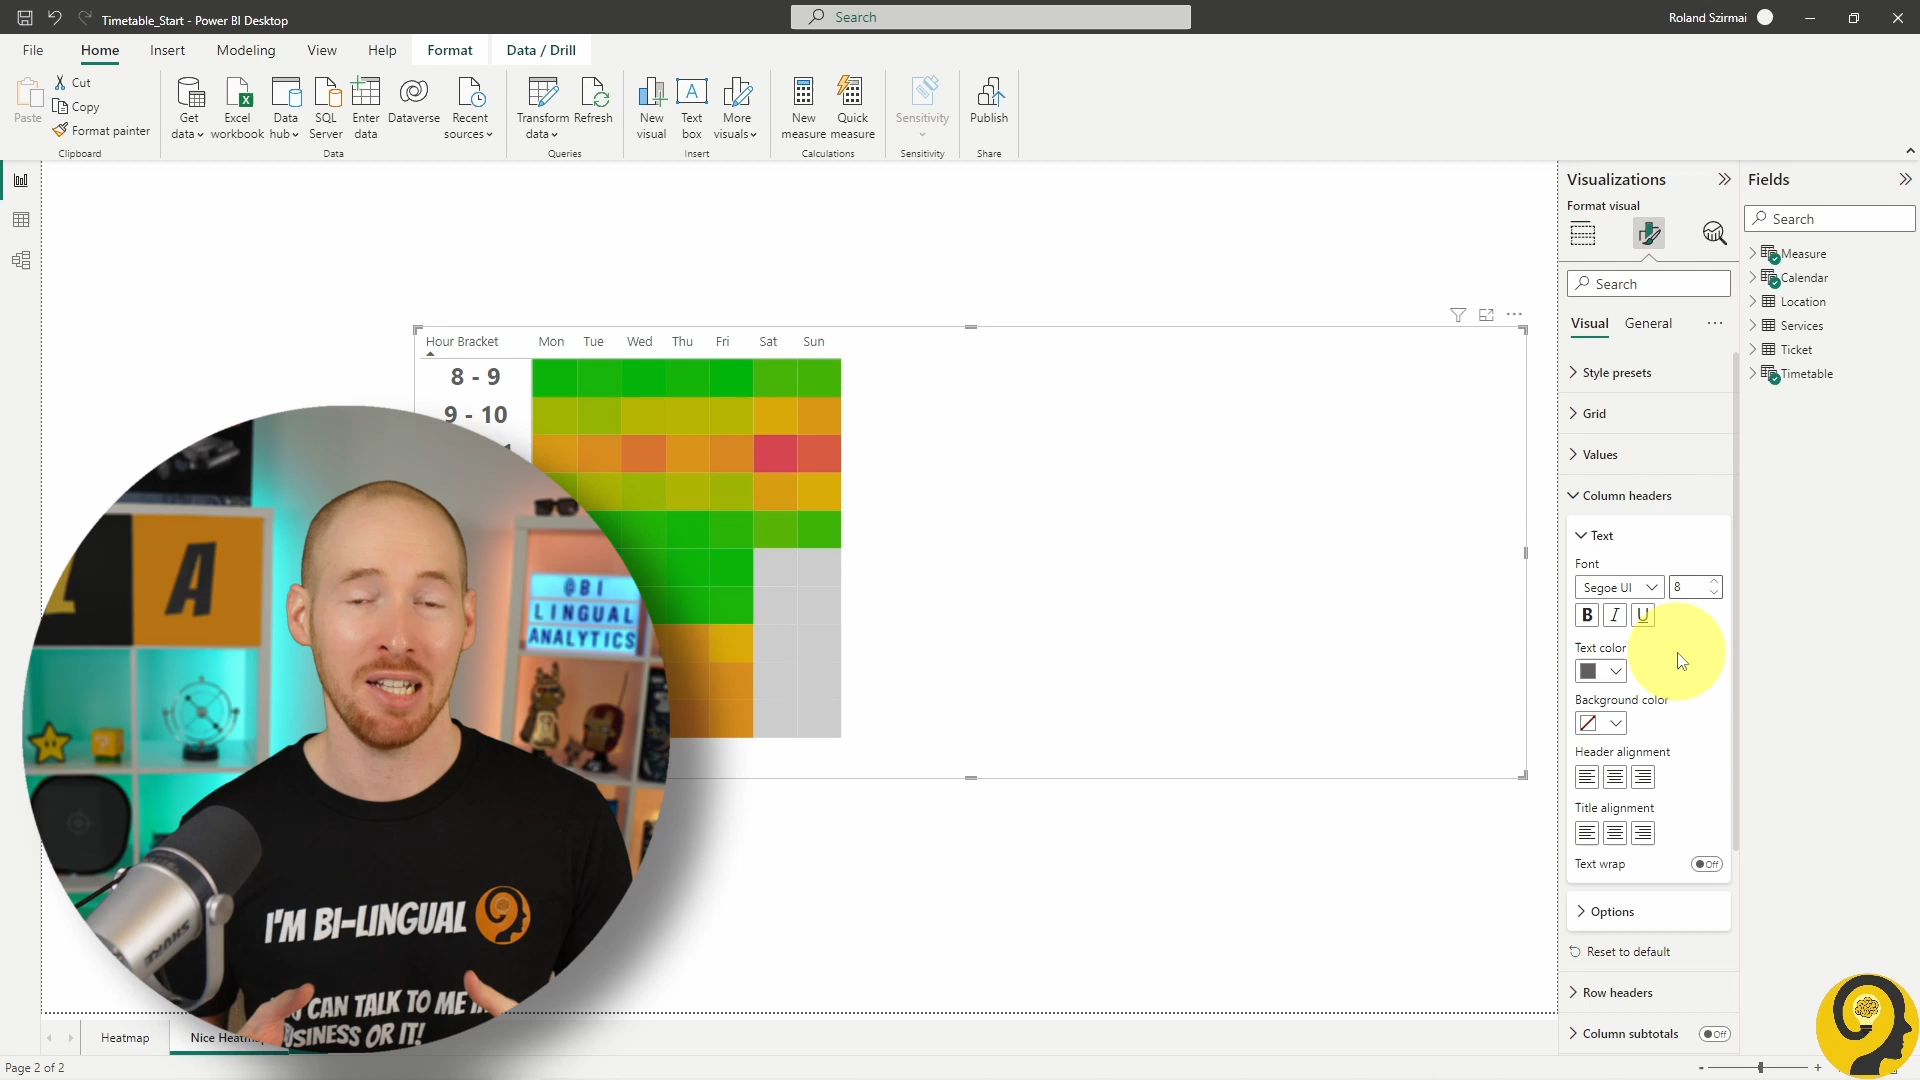 Timetable_Start - Power BI Desktop
Search
Roland Szirmai
File
Home
Insert
Modeling
View
Help
Format
Data / Drill
Paste
Cut
Copy
Format painter
Clipboard
Get data
Excel workbook
Data hub
SQL Server
Enter data
Dataverse
Recent sources
Data
Transform data
Refresh
Queries
New visual
Text box
More visuals
Insert
New measure
Quick measure
Calculations
Sensitivity
Sensitivity
Publish
Share
Hour Bracket
Mon
Tue
Wed
Thu
Fri
Sat
Sun
8 - 9
9 - 10
A
@BI
LINGUAL
ANALYTICS
SHURE
I'M BI-LINGUAL
CAN TALK TO ME
BUSINESS OR IT!
Visualizations
Format visual
Search
Visual
General
Style presets
Grid
Values
Column headers
Text
Font
Segoe UI
8
B
I
U
Text color
Background color
Header alignment
Title alignment
Text wrap
Off
Options
Reset to default
Row headers
Column subtotals
Off
Fields
Search
Measure
Calendar
Location
Services
Ticket
Timetable
Heatmap
Nice Heatm
Page 2 of 2